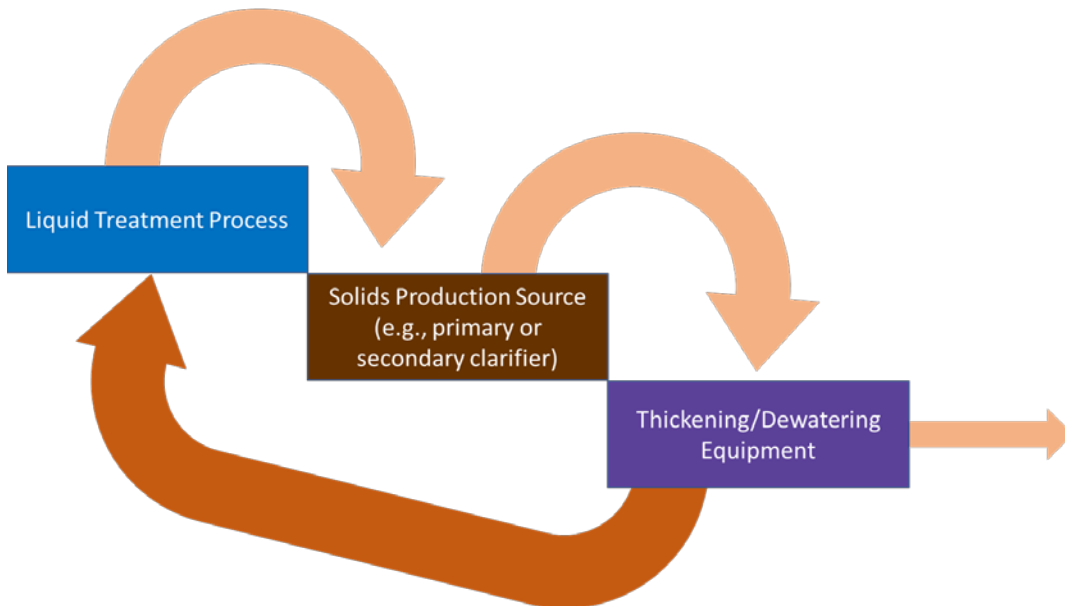 Liquid Treatment Process
Solids Production Source
(e.g., primary or
secondary clarifier)
Thickening/Dewatering
Equipment